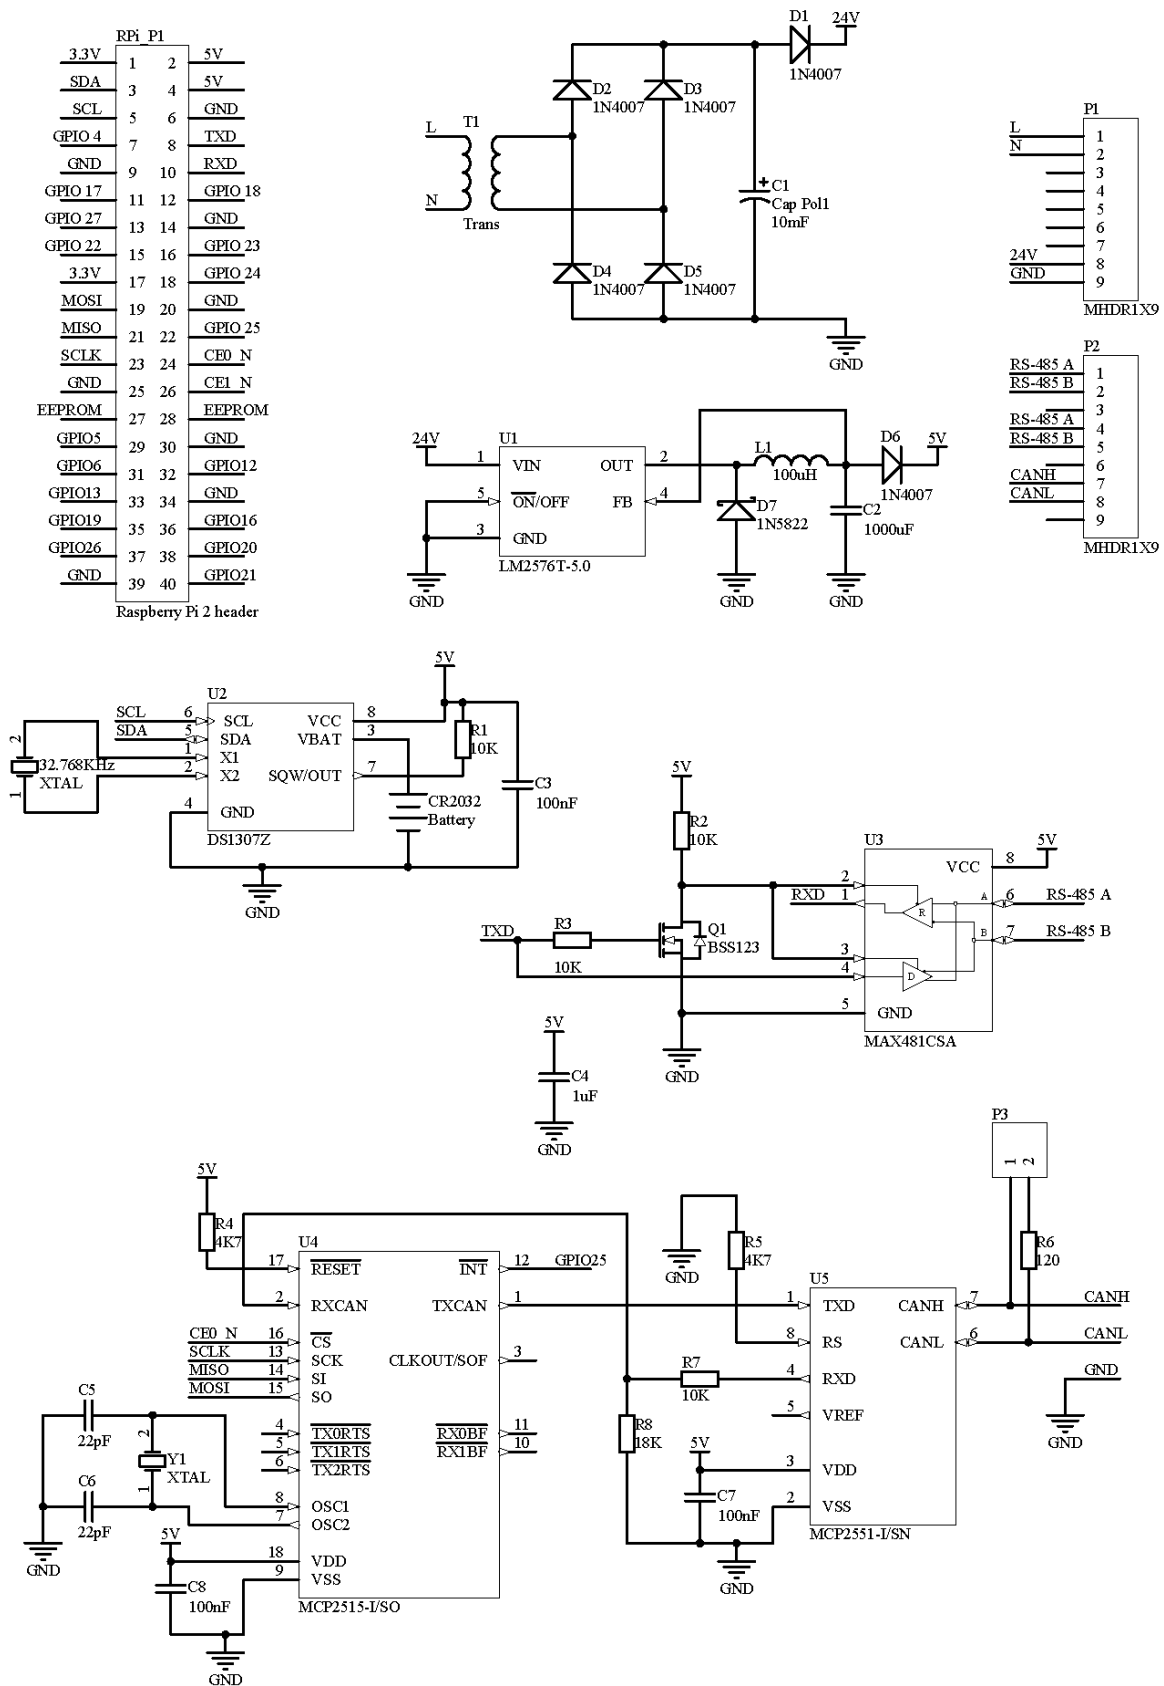 RPi_P1
3.3V 1 2 5V
SDA 3 4 5V
SCL 5 6 GND
GPIO 4 7 8 TXD
GND 9 10 RXD
GPIO 17 11 12 GPIO 18
GPIO 27 13 14 GND
GPIO 22 15 16 GPIO 23
3.3V 17 18 GPIO 24
MOSI 19 20 GND
MISO 21 22 GPIO 25
SCLK 23 24 CE0_N
GND 25 26 CE1_N
EEPROM 27 28 EEPROM
GPIO5 29 30 GND
GPIO6 31 32 GPIO12
GPIO13 33 34 GND
GPIO19 35 36 GPIO16
GPIO26 37 38 GPIO20
GND 39 40 GPIO21
Raspberry Pi 2 header
D1
24V
1N4007
D2
1N4007
D3
1N4007
L
T1
N
Trans
C1
Cap Pol1
10mF
D4
1N4007
D5
1N4007
GND
P1
L 1
N 2
3
4
5
6
7
24V 8
GND 9
MHDR1X9
P2
RS-485 A 1
RS-485 B 2
3
RS-485 A 4
RS-485 B 5
6
CANH 7
CANL 8
9
MHDR1X9
24V
U1
1 VIN OUT 2
5 ON/OFF FB 4
3 GND
LM2576T-5.0
GND
L1
100uH
D6
5V
1N4007
D7
1N5822
C2
1000uF
GND
GND
5V
U2
SCL 6 SCL VCC 8
SDA 5 SDA VBAT 3
1 X1
2 X2 SQW/OUT 7
4 GND
DS1307Z
2
32.768KHz
XTAL
1
R1
10K
C3
100nF
CR2032
Battery
GND
5V
R2
10K
U3
5V
VCC 8
2
RXD 1
R
A 6 RS-485 A
B 7 RS-485 B
TXD
R3
10K
Q1
BSS123
3
4
D
5 GND
MAX481CSA
GND
5V
C4
1uF
GND
P3
1 2
5V
R4
4K7
U4
17 RESET INT 12 GPIO25
2 RXCAN TXCAN 1
CE0_N 16 CS
SCLK 13 SCK CLKOUT/SOF 3
MISO 14 SI
MOSI 15 SO
4 TX0RTS RX0BF 11
5 TX1RTS RX1BF 10
6 TX2RTS
8 OSC1
7 OSC2
18 VDD
9 VSS
MCP2515-I/SO
C5
22pF
2
Y1
XTAL
1
C6
22pF
GND
5V
C8
100nF
GND
GND
R5
4K7
R6
120
U5
1 TXD CANH 7 CANH
8 RS CANL 6 CANL
4 RXD
5 VREF
3 VDD
2 VSS
MCP2551-I/SN
GND
GND
R7
10K
R8
18K
5V
C7
100nF
GND